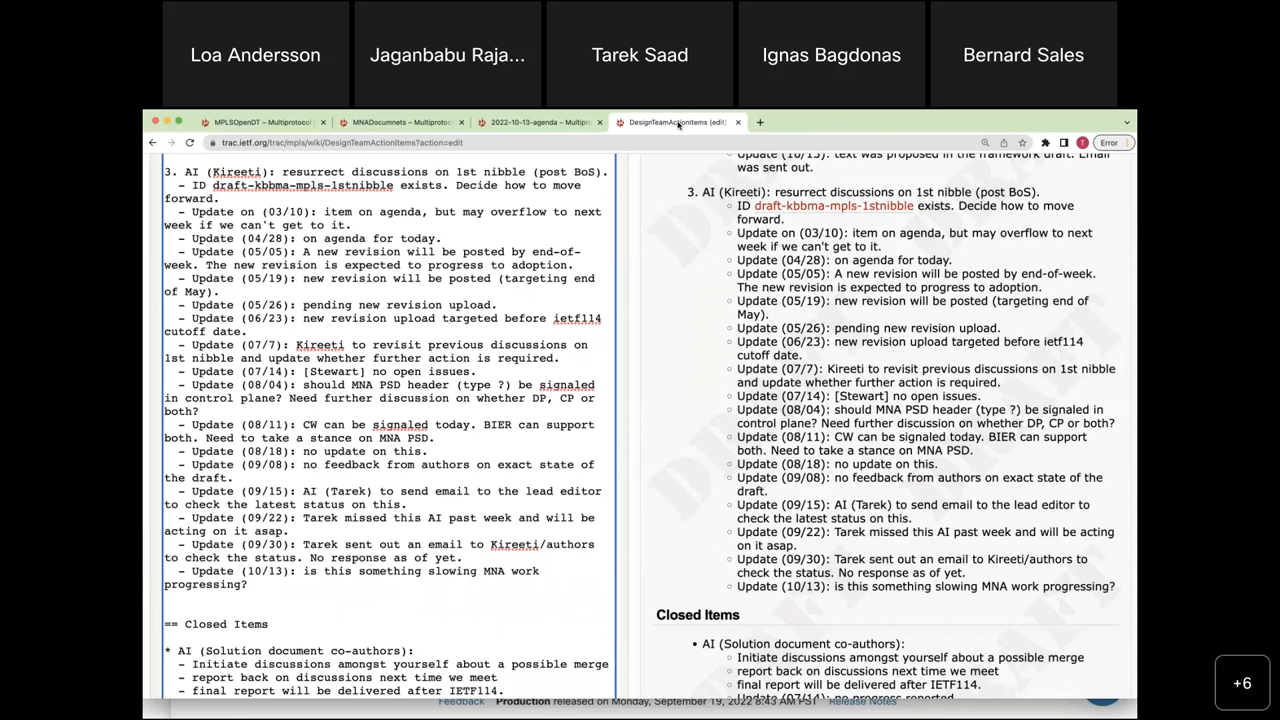 Loa Andersson
Jaganbabu Raja...
Tarek Saad
Ignas Bagdonas
Bernard Sales
MPLSOpenDT – Multiprotocol
MNADocumnets – Multiprotoc
2022-10-13-agenda – Multipr
DesignTeamActionItems (edit)
trac.ietf.org/trac/mpls/wiki/DesignTeamActionItems?action=edit
T
Error
3. AI (Kireeti): resurrect discussions on 1st nibble (post BoS).
- ID draft-kbbma-mpls-1stnibble exists. Decide how to move
forward.
- Update on (03/10): item on agenda, but may overflow to next
week if we can't get to it.
- Update (04/28): on agenda for today.
- Update (05/05): A new revision will be posted by end-of-
week. The new revision is expected to progress to adoption.
- Update (05/19): new revision will be posted (targeting end
of May).
- Update (05/26): pending new revision upload.
- Update (06/23): new revision upload targeted before ietf114
cutoff date.
- Update (07/7): Kireeti to revisit previous discussions on
1st nibble and update whether further action is required.
- Update (07/14): [Stewart] no open issues.
- Update (08/04): should MNA PSD header (type ?) be signaled
in control plane? Need further discussion on whether DP, CP or
both?
- Update (08/11): CW can be signaled today. BIER can support
both. Need to take a stance on MNA PSD.
- Update (08/18): no update on this.
- Update (09/08): no feedback from authors on exact state of
the draft.
- Update (09/15): AI (Tarek) to send email to the lead editor
to check the latest status on this.
- Update (09/22): Tarek missed this AI past week and will be
acting on it asap.
- Update (09/30): Tarek sent out an email to Kireeti/authors
to check the status. No response as of yet.
- Update (10/13): is this something slowing MNA work
progressing?
== Closed Items
* AI (Solution document co-authors):
- Initiate discussions amongst yourself about a possible merge
- report back on discussions next time we meet
- final report will be delivered after IETF114.
Update (10/13): text was proposed in the framework draft. Email
was sent out.
3. AI (Kireeti): resurrect discussions on 1st nibble (post BoS).
ID draft-kbbma-mpls-1stnibble exists. Decide how to move
forward.
Update on (03/10): item on agenda, but may overflow to next
week if we can't get to it.
Update (04/28): on agenda for today.
Update (05/05): A new revision will be posted by end-of-week.
The new revision is expected to progress to adoption.
Update (05/19): new revision will be posted (targeting end of
May).
Update (05/26): pending new revision upload.
Update (06/23): new revision upload targeted before ietf114
cutoff date.
Update (07/7): Kireeti to revisit previous discussions on 1st nibble
and update whether further action is required.
Update (07/14): [Stewart] no open issues.
Update (08/04): should MNA PSD header (type ?) be signaled in
control plane? Need further discussion on whether DP, CP or both?
Update (08/11): CW can be signaled today. BIER can support
both. Need to take a stance on MNA PSD.
Update (08/18): no update on this.
Update (09/08): no feedback from authors on exact state of the
draft.
Update (09/15): AI (Tarek) to send email to the lead editor to
check the latest status on this.
Update (09/22): Tarek missed this AI past week and will be acting
on it asap.
Update (09/30): Tarek sent out an email to Kireeti/authors to
check the status. No response as of yet.
Update (10/13): is this something slowing MNA work progressing?
Closed Items
• AI (Solution document co-authors):
Initiate discussions amongst yourself about a possible merge
report back on discussions next time we meet
final report will be delivered after IETF114.
Update (07/14): no progress reported
Feedback Production released on Monday, September 19, 2022 8:43 AM PST Release Notes
DRAFT
+6